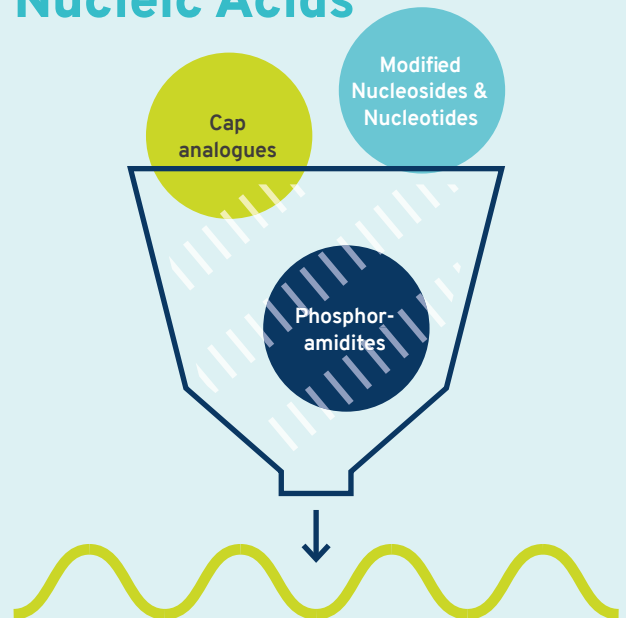 Nucleic Acids
Modified
Nucleosides &
Nucleotides
Cap
analogues
Phosphor-
amidites